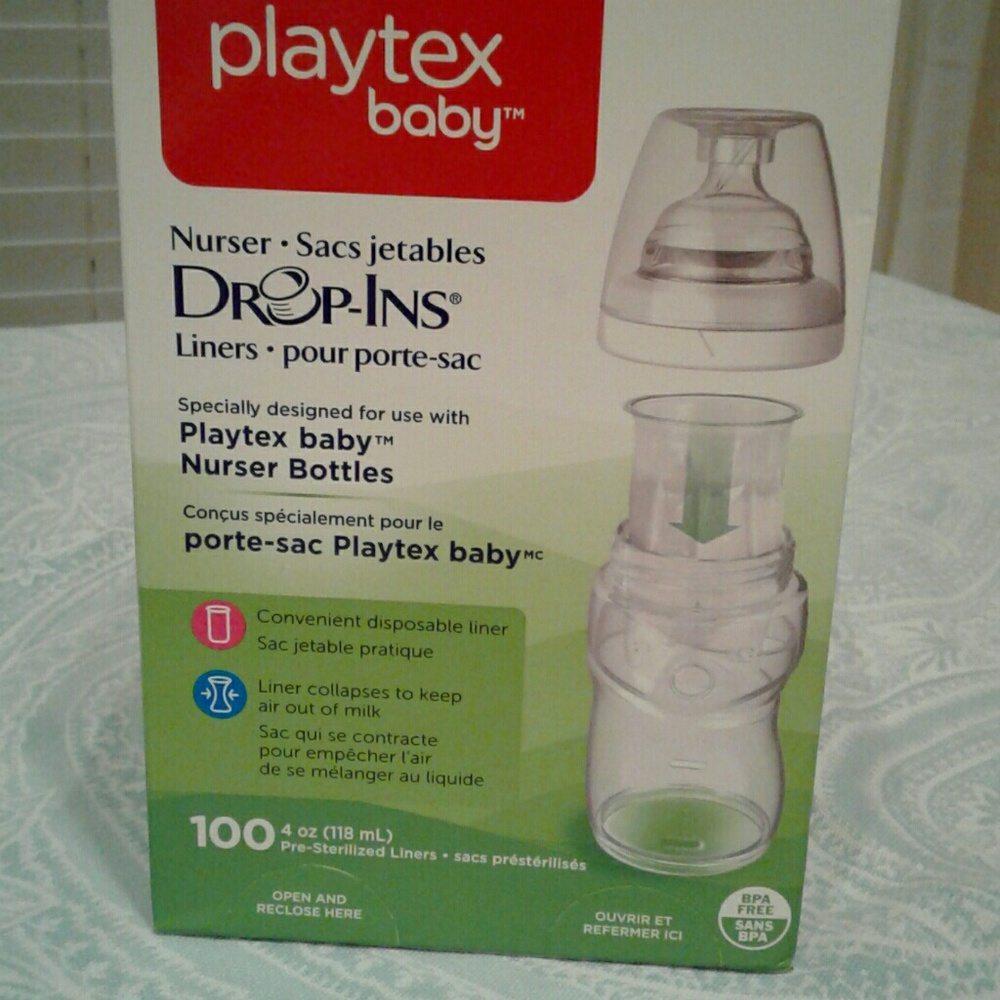 playtex
baby™
Nurser • Sacs jetables
DROP-INS®
Liners • pour porte-sac
Specially designed for use with
Playtex baby™
Nurser Bottles
Conçus spécialement pour le
porte-sac Playtex baby MC
Convenient disposable liner
Sac jetable pratique
Liner collapses to keep
air out of milk
Sac qui se contracte
pour empêcher l'air
de se mélanger au liquide
100 4 oz (118 mL)
Pre-Sterilized Liners • sacs préstérilisés
OPEN AND
RECLOSE HERE
OUVRIR ET
REFERMER ICI
BPA
FREE
SANS
BPA